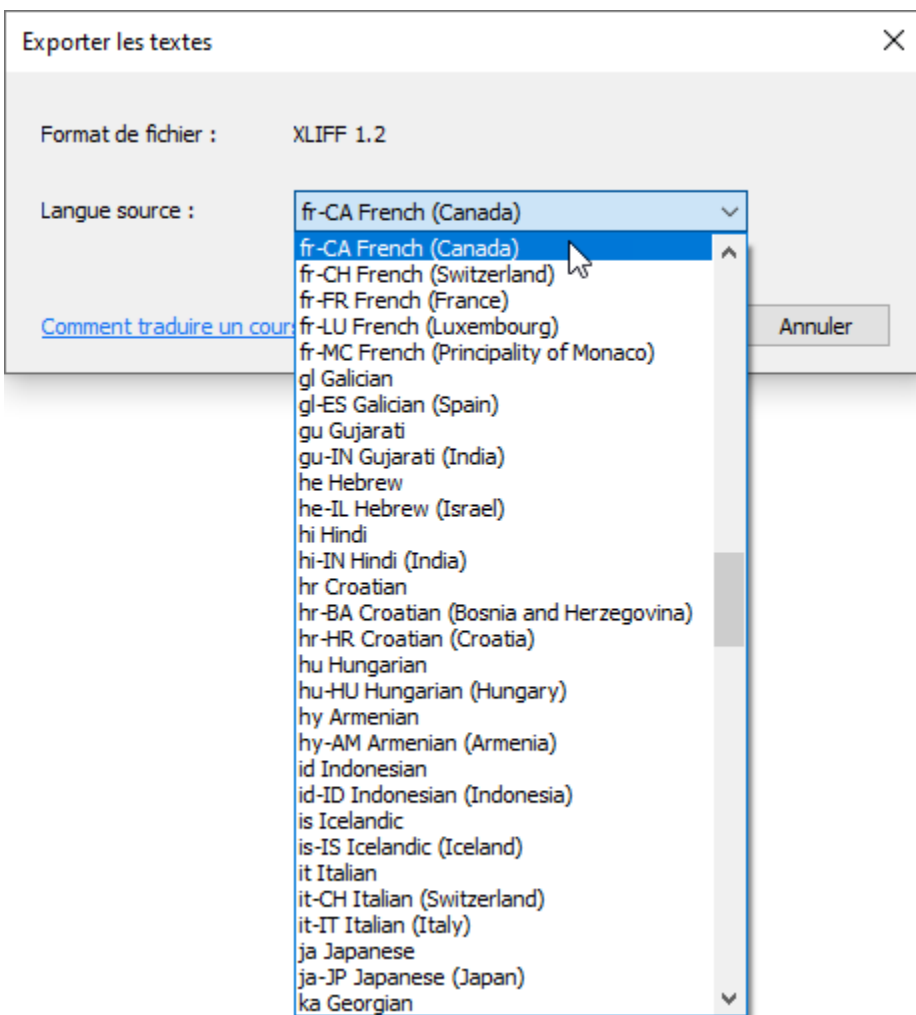 Exporter les textes
Format de fichier : XLIFF 1.2
Langue source : fr-CA French (Canada)
fr-CA French (Canada)
fr-CH French (Switzerland)
fr-FR French (France)
Comment traduire un cours
fr-LU French (Luxembourg)
Annuler
fr-MC French (Principality of Monaco)
gl Galician
gl-ES Galician (Spain)
gu Gujarati
gu-IN Gujarati (India)
he Hebrew
he-IL Hebrew (Israel)
hi Hindi
hi-IN Hindi (India)
hr Croatian
hr-BA Croatian (Bosnia and Herzegovina)
hr-HR Croatian (Croatia)
hu Hungarian
hu-HU Hungarian (Hungary)
hy Armenian
hy-AM Armenian (Armenia)
id Indonesian
id-ID Indonesian (Indonesia)
is Icelandic
is-IS Icelandic (Iceland)
it Italian
it-CH Italian (Switzerland)
it-IT Italian (Italy)
ja Japanese
ja-JP Japanese (Japan)
ka Georgian